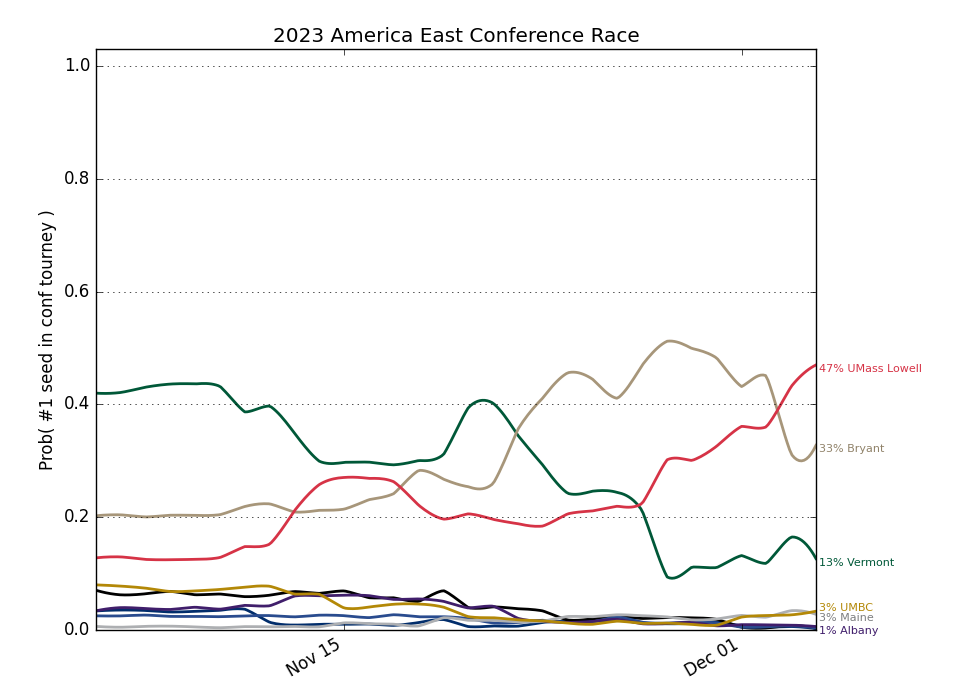 2023 America East Conference Race
Prob( #1 seed in conf tourney )
1.0
0.8
0.6
0.4
0.2
0.0
Nov 15
Dec 01
47% UMass Lowell
33% Bryant
13% Vermont
3% UMBC
3% Maine
1% Albany